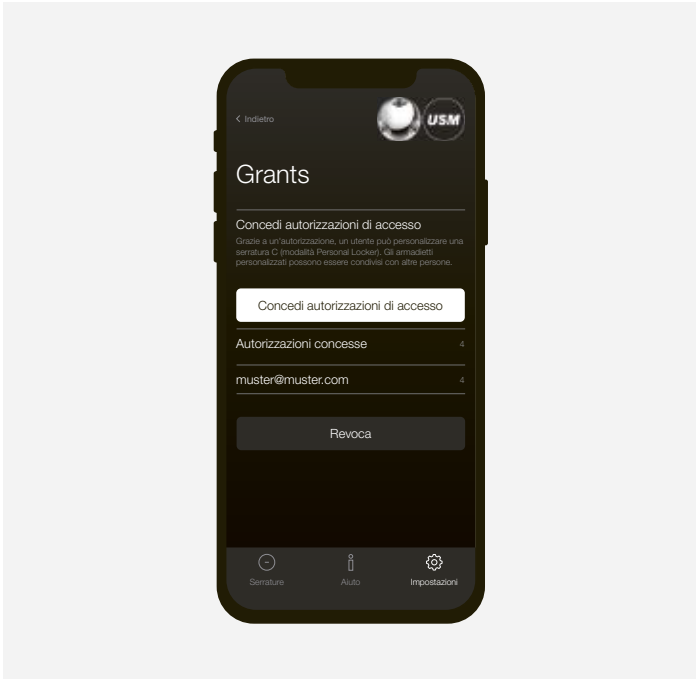 Indietro
USM
Grants
Concedi autorizzazioni di accesso
Grazie a un'autorizzazione, un utente può personalizzare una
serratura C (modalità Personal Locker). Gli armadietti
personalizzati possono essere condivisi con altre persone.
Concedi autorizzazioni di accesso
Autorizzazioni concesse 4
muster@muster.com 4
Revoca
Serrature Aiuto Impostazioni